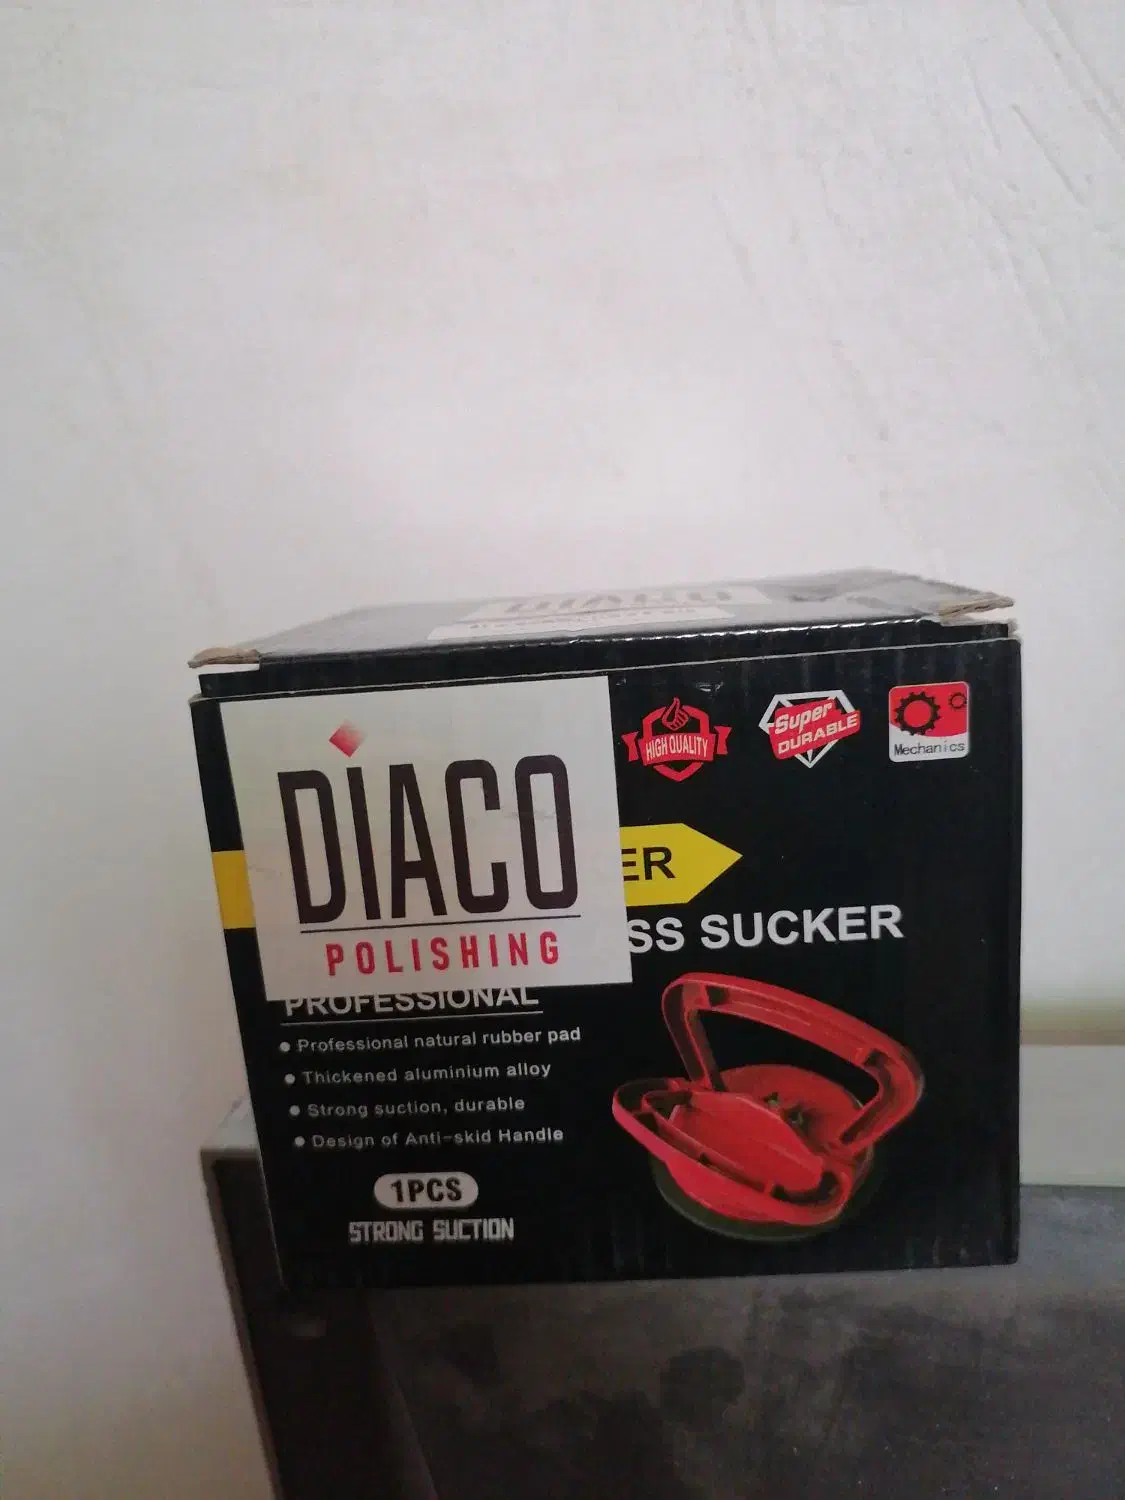 DIACO
DIACO
POLISHING
HIGH QUALITY
Super
DURABLE
Mechanics
ER
SS SUCKER
PROFESSIONAL
Professional natural rubber pad
Thickened aluminium alloy
Strong suction, durable
Design of Anti-skid Handle
1PCS
STRONG SUCTION